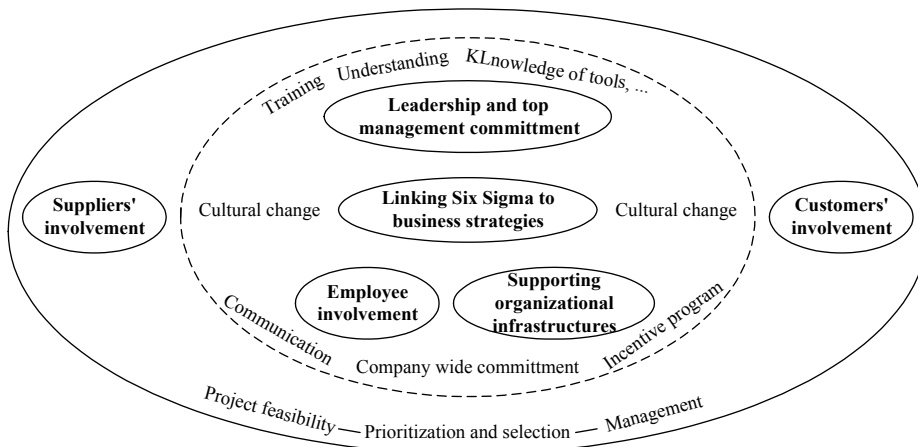 Training Understanding KLnowledge of tools, ...
Leadership and top
management committment
Suppliers'
involvement
Cultural change
Linking Six Sigma to
business strategies
Cultural change
Customers'
involvement
Employee
involvement
Supporting
organizational
infrastructures
Communication
Company wide committment
Incentive program
Project feasibility
Prioritization and selection
Management